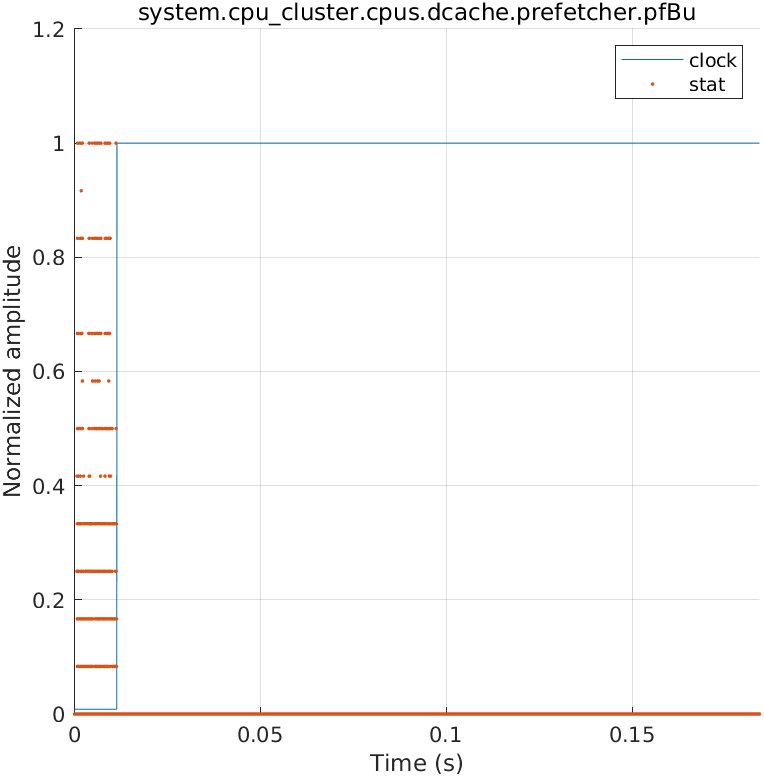 system.cpu_cluster.cpus.dcache.prefetcher.pfBu
clock
stat
1.2
1
0.8
0.6
0.4
0.2
0
Normalized amplitude
0
0.05
0.1
0.15
Time (s)